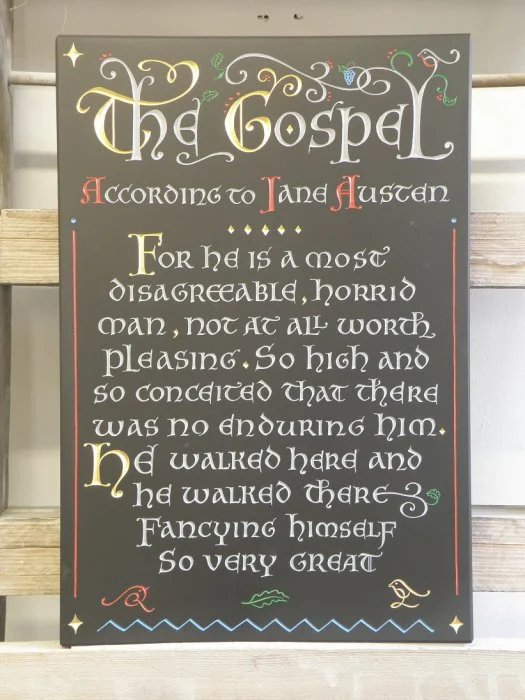 The Gospel
According to Jane Austen
For he is a most
disagreeable, horrid
man, not at all worth
pleasing. So high and
so conceited that there
was no enduring him.
He walked here and
he walked there
Fancying himself
So very great